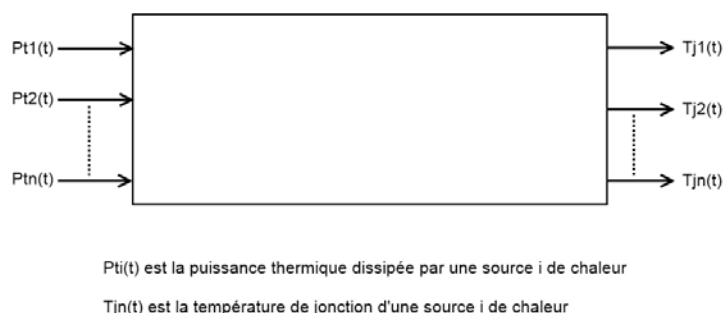 Pt1(t)
Tj1(t)
Pt2(t)
Tj2(t)
Ptn(t)
Tjn(t)
Pti(t) est la puissance thermique dissipée par une source i de chaleur
Tjn(t) est la température de jonction d'une source i de chaleur